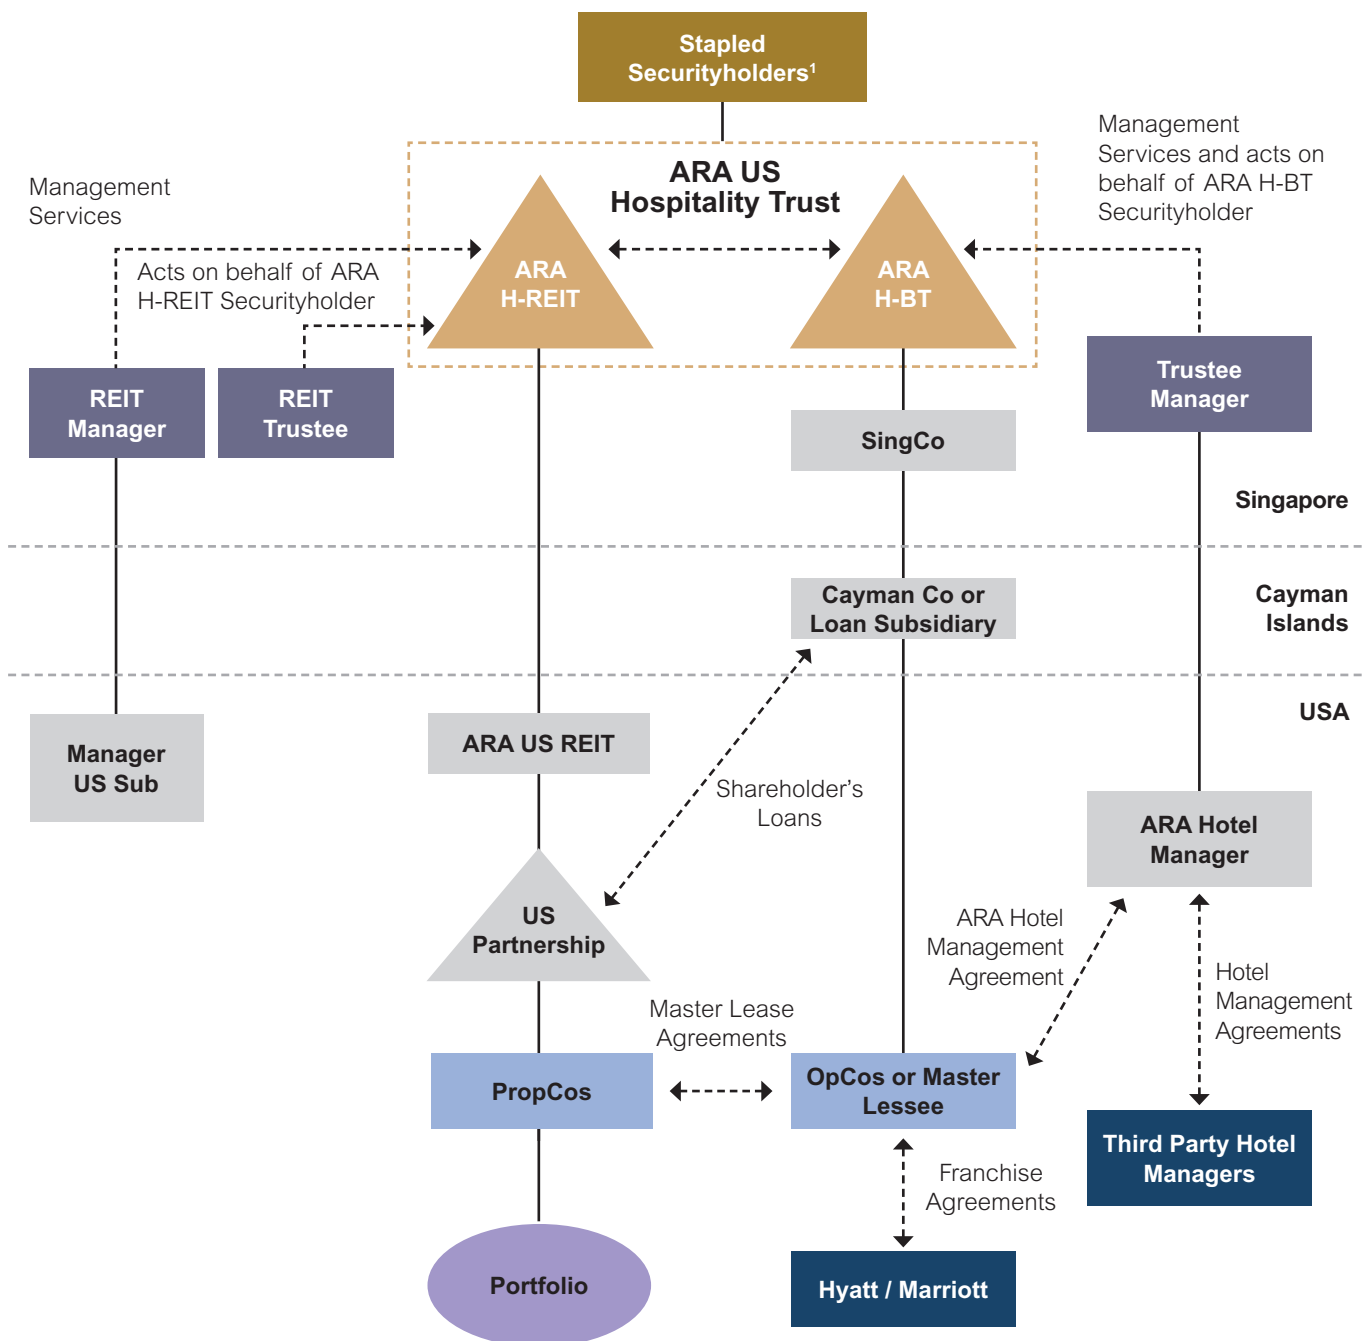 Stapled
Securityholders¹
Management
Services and acts on
behalf of ARA H-BT
Securityholder
ARA US
Hospitality Trust
Management
Services
Acts on behalf of ARA
H-REIT Securityholder
ARA
H-REIT
ARA
H-BT
REIT
Manager
REIT
Trustee
Trustee
Manager
SingCo
Singapore
Cayman Co or
Loan Subsidiary
Cayman
Islands
USA
Manager
US Sub
ARA US REIT
Shareholder's
Loans
ARA Hotel
Manager
US
Partnership
ARA Hotel
Management
Agreement
Hotel
Management
Agreements
Master Lease
Agreements
PropCos
OpCos or Master
Lessee
Third Party Hotel
Managers
Franchise
Agreements
Portfolio
Hyatt / Marriott